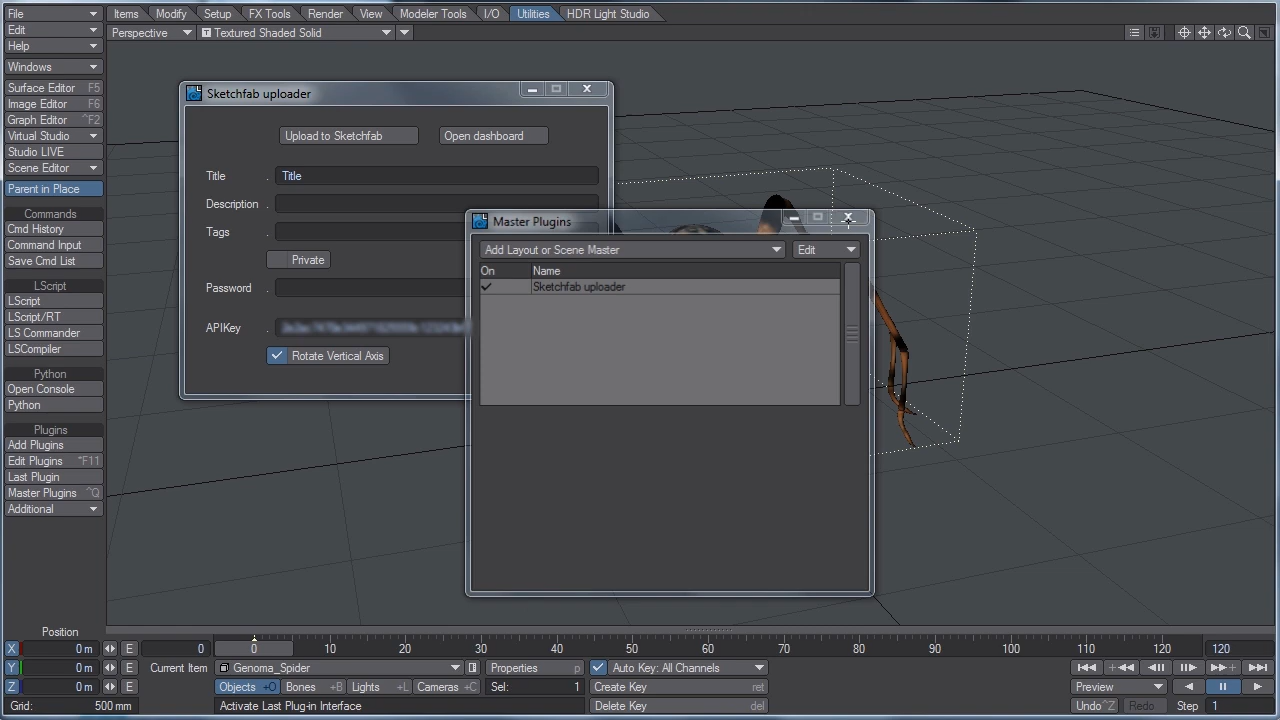 File
Items Modify Setup FX Tools Render View Modeler Tools I/O Utilities HDR Light Studio
Edit
Perspective T Textured Shaded Solid
Help
Windows
Surface Editor F5
Image Editor F6
Graph Editor ^F2
Virtual Studio
Studio LIVE
Scene Editor
Parent in Place
Commands
Cmd History
Command Input
Save Cmd List
LScript
LScript
LScript/RT
LS Commander
LSCompiler
Python
Open Console
Python
Plugins
Add Plugins
Edit Plugins ^F11
Last Plugin
Master Plugins ^Q
Additional
Sketchfab uploader
Upload to Sketchfab Open dashboard
Title Title
Description
Tags
Private
Password
APIKey
Rotate Vertical Axis
Master Plugins
Add Layout or Scene Master Edit
On Name
Sketchfab uploader
Position
X 0 m E 0 0 10 20 30 40 50 60 70 80 90 100 110 120 120
Y 0 m E Current Item Genoma_Spider Properties p Auto Key: All Channels
Z 0 m E Objects +O Bones +B Lights +L Cameras +C Sel: 1 Create Key ret Preview
Grid: 500 mm Activate Last Plug-in Interface Delete Key del Undo ^Z Redo Step 1